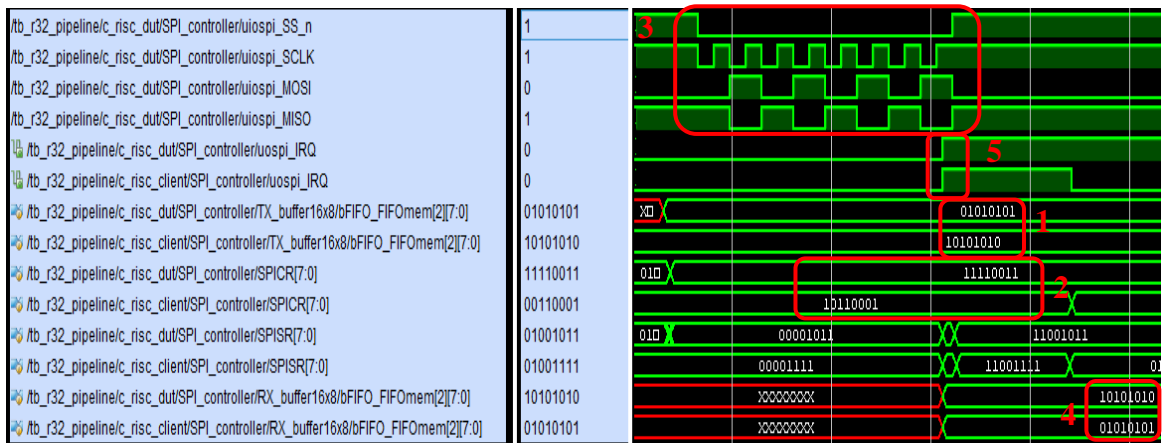 /tb_r32_pipeline/c_risc_dut/SPI_controller/uiospi_SS_n 1 3
/tb_r32_pipeline/c_risc_dut/SPI_controller/uiospi_SCLK 1
/tb_r32_pipeline/c_risc_dut/SPI_controller/uiospi_MOSI 0
/tb_r32_pipeline/c_risc_dut/SPI_controller/uiospi_MISO 1
/tb_r32_pipeline/c_risc_dut/SPI_controller/uospi_IRQ 0 5
/tb_r32_pipeline/c_risc_client/SPI_controller/uospi_IRQ 0
/tb_r32_pipeline/c_risc_dut/SPI_controller/TX_buffer16x8/bFIFO_FIFOmem[2][7:0] 01010101 X 01010101 1
/tb_r32_pipeline/c_risc_client/SPI_controller/TX_buffer16x8/bFIFO_FIFOmem[2][7:0] 10101010 10101010
/tb_r32_pipeline/c_risc_dut/SPI_controller/SPICR[7:0] 11110011 010 11110011
/tb_r32_pipeline/c_risc_client/SPI_controller/SPICR[7:0] 00110001 10110001 2
/tb_r32_pipeline/c_risc_dut/SPI_controller/SPISR[7:0] 01001011 010 00001011 11001011
/tb_r32_pipeline/c_risc_client/SPI_controller/SPISR[7:0] 01001111 00001111 11001111 01
/tb_r32_pipeline/c_risc_dut/SPI_controller/RX_buffer16x8/bFIFO_FIFOmem[2][7:0] 10101010 XXXXXXXX 10101010 4
/tb_r32_pipeline/c_risc_client/SPI_controller/RX_buffer16x8/bFIFO_FIFOmem[2][7:0] 01010101 XXXXXXXX 01010101